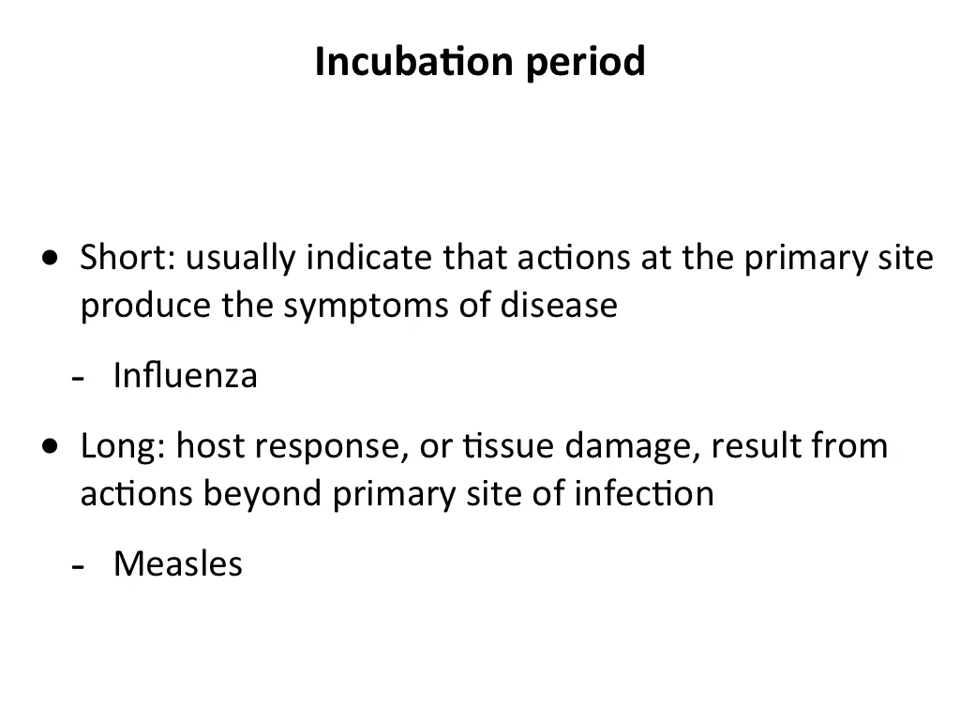 Incubation period
• Short: usually indicate that actions at the primary site
produce the symptoms of disease
- Influenza
• Long: host response, or tissue damage, result from
actions beyond primary site of infection
- Measles